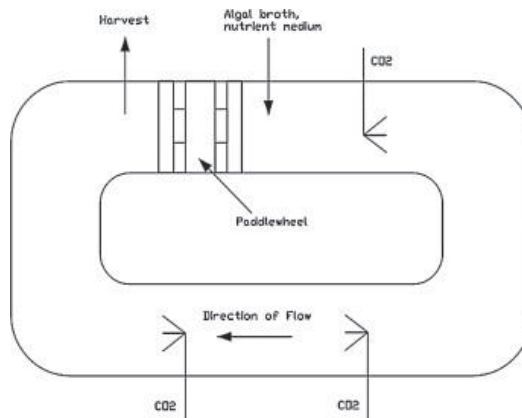 Harvest
Algal broth,
nutrient medium
CO2
Paddlewheel
Direction of Flow
CO2
CO2